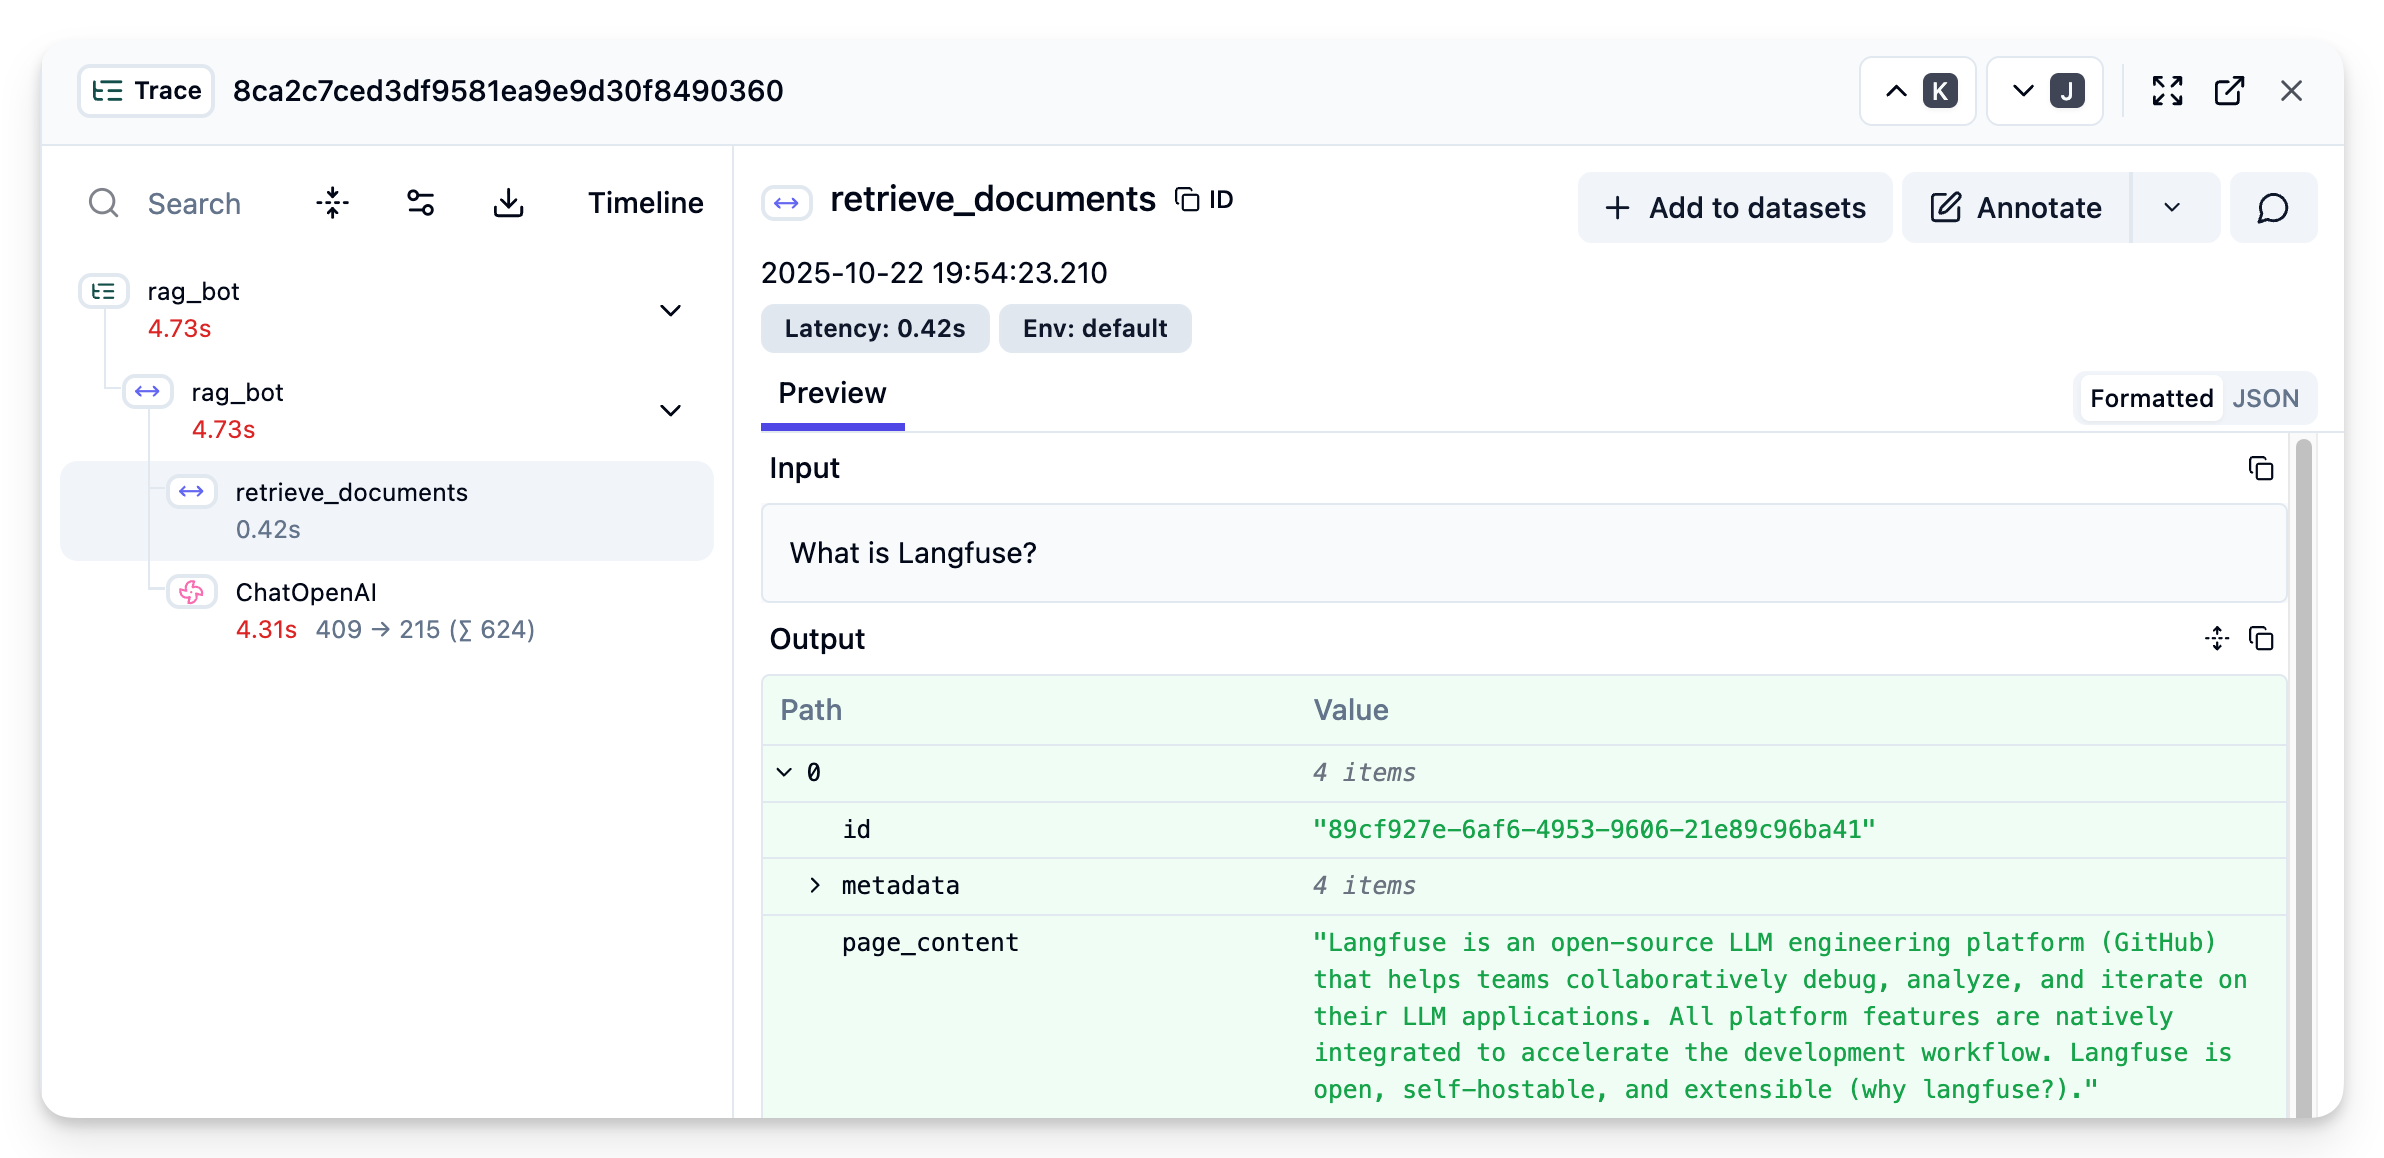 Trace 8ca2c7ced3df9581ea9e9d30f8490360 K J
Search Timeline
rag_bot
4.73s
rag_bot
4.73s
retrieve_documents
0.42s
ChatOpenAI
4.31s 409 → 215 (∑ 624)
retrieve_documents ID
Add to datasets Annotate
2025-10-22 19:54:23.210
Latency: 0.42s Env: default
Preview Formatted JSON
Input
What is Langfuse?
Output
Path Value
0 4 items
id "89cf927e-6af6-4953-9606-21e89c96ba41"
metadata 4 items
page_content "Langfuse is an open-source LLM engineering platform (GitHub)
that helps teams collaboratively debug, analyze, and iterate on
their LLM applications. All platform features are natively
integrated to accelerate the development workflow. Langfuse is
open, self-hostable, and extensible (why langfuse?)."